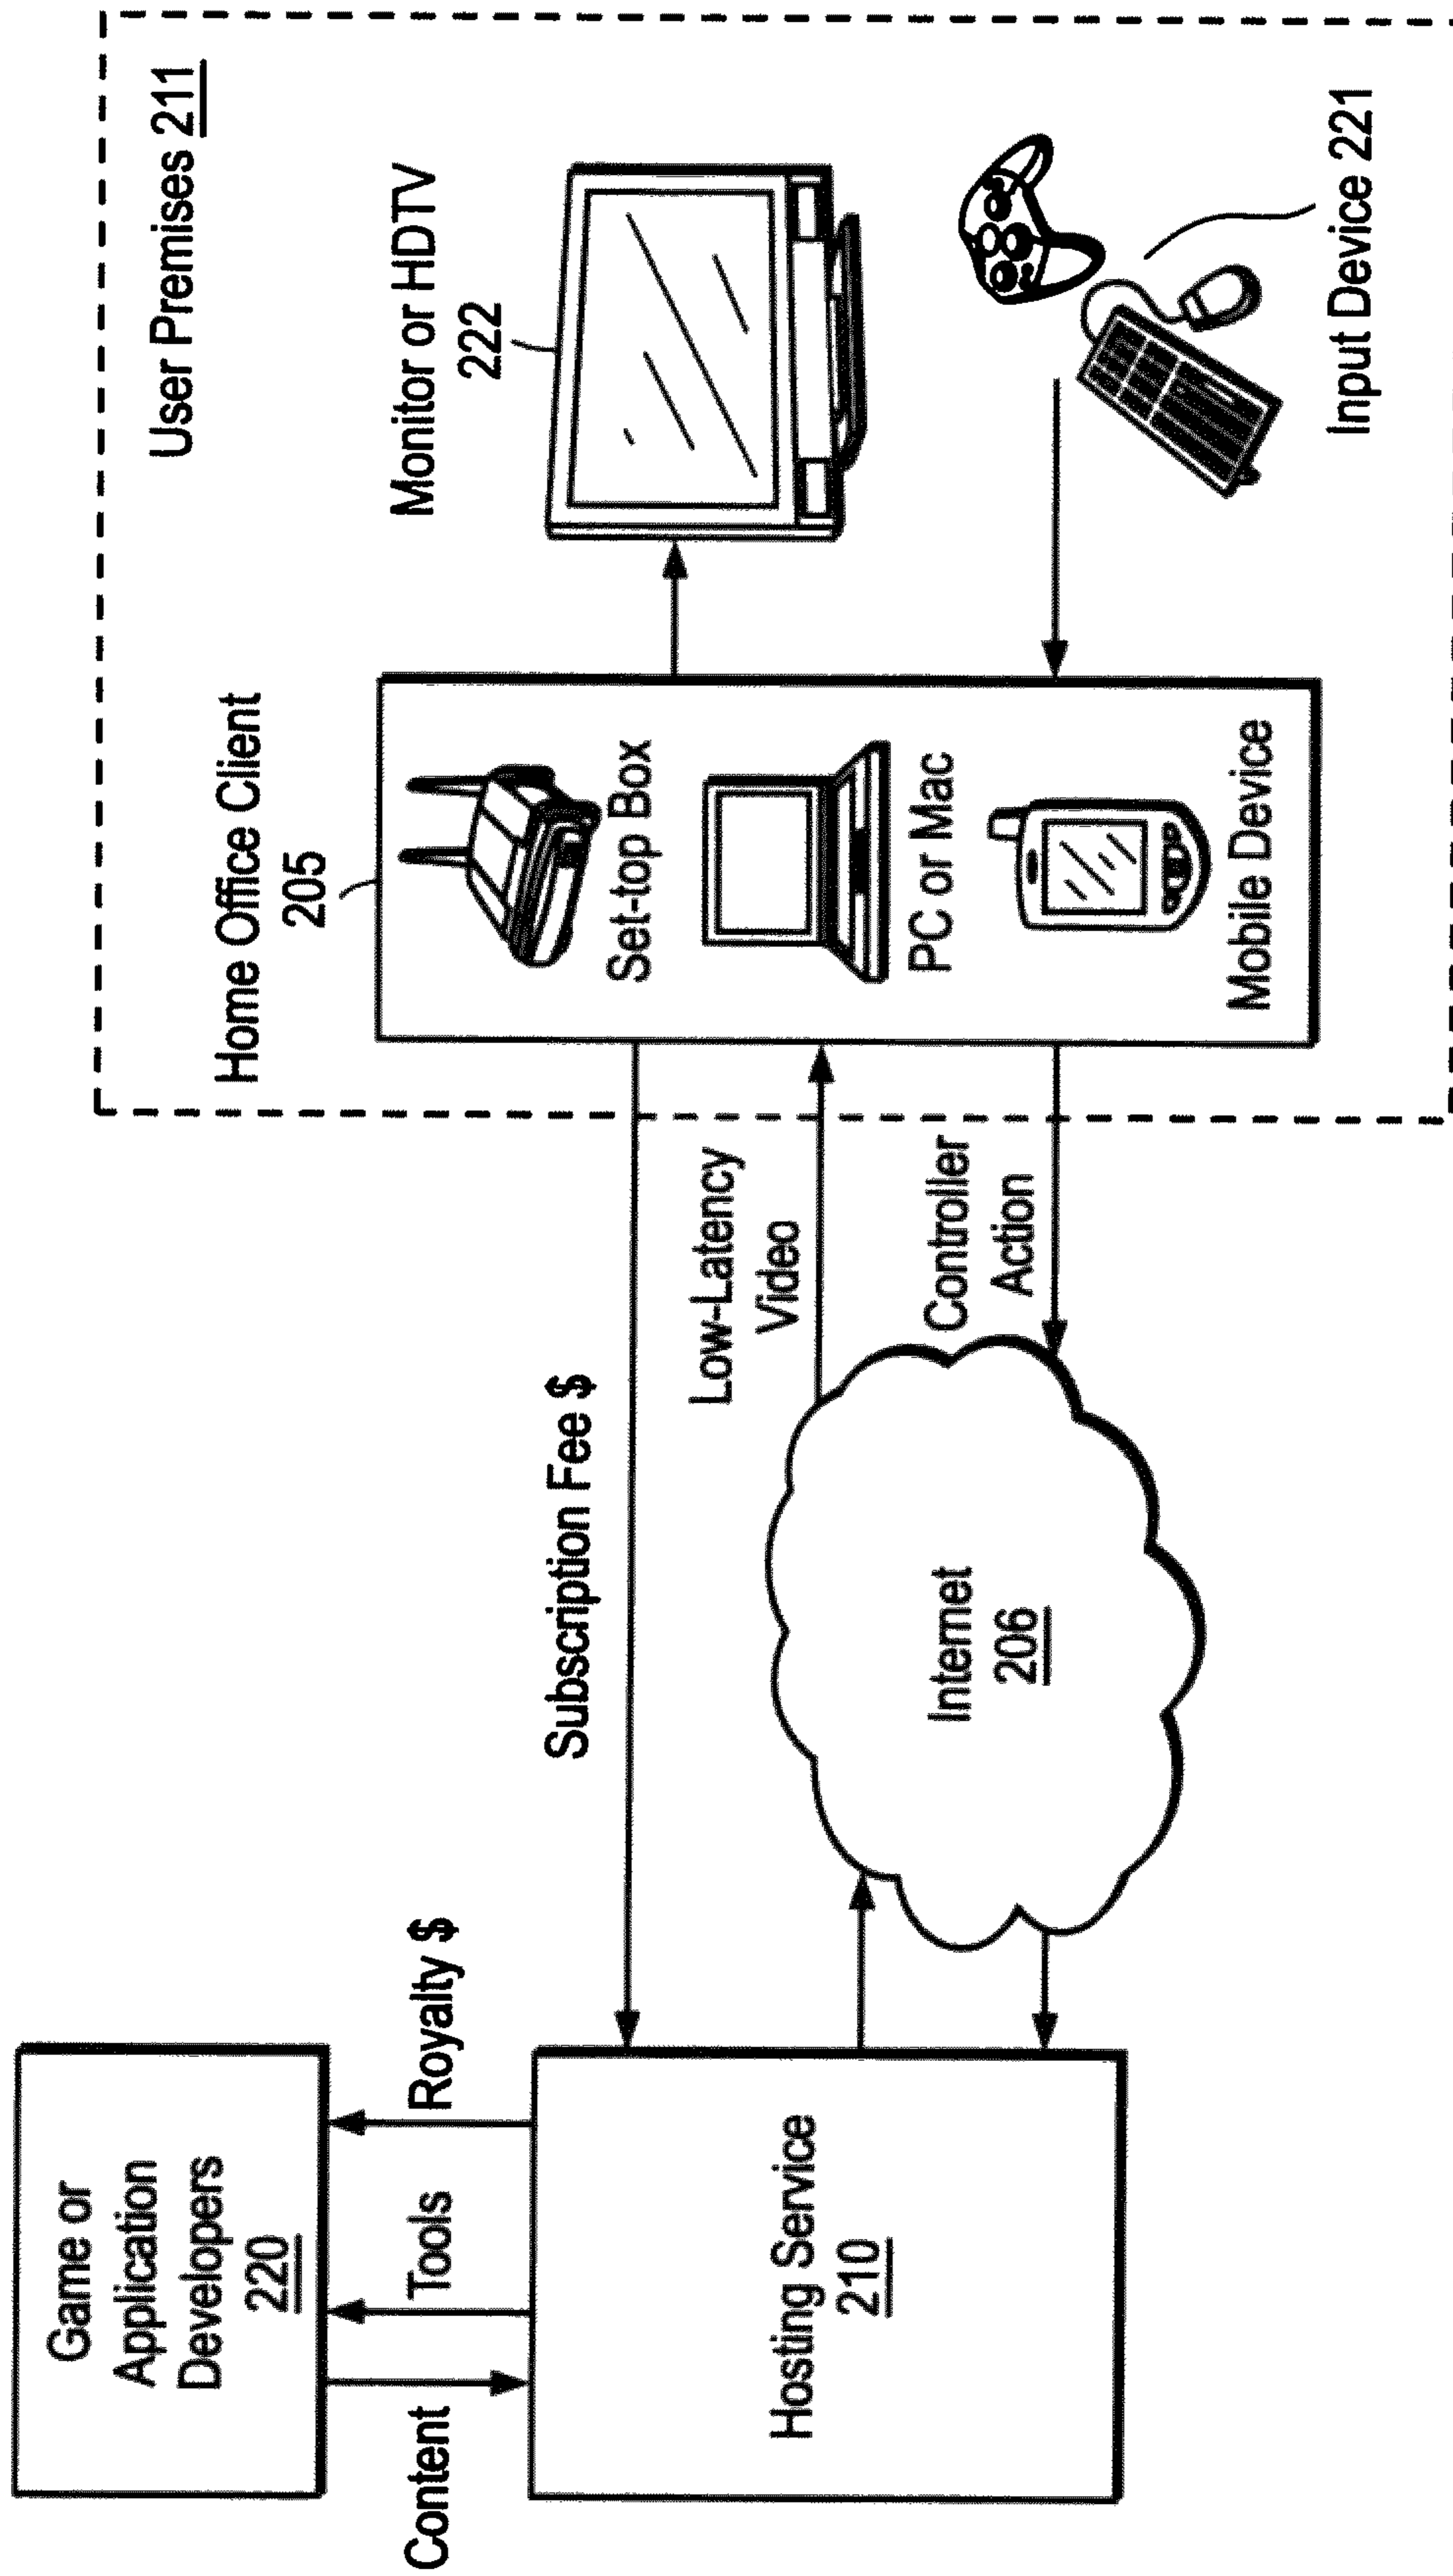 Game or
Application
Developers
220
Content
Tools
Royalty $
Hosting Service
210
Subscription Fee $
Internet
206
Low-Latency
Video
Controller
Action
User Premises 211
Home Office Client
205
Set-top Box
PC or Mac
Mobile Device
Monitor or HDTV
222
Input Device 221